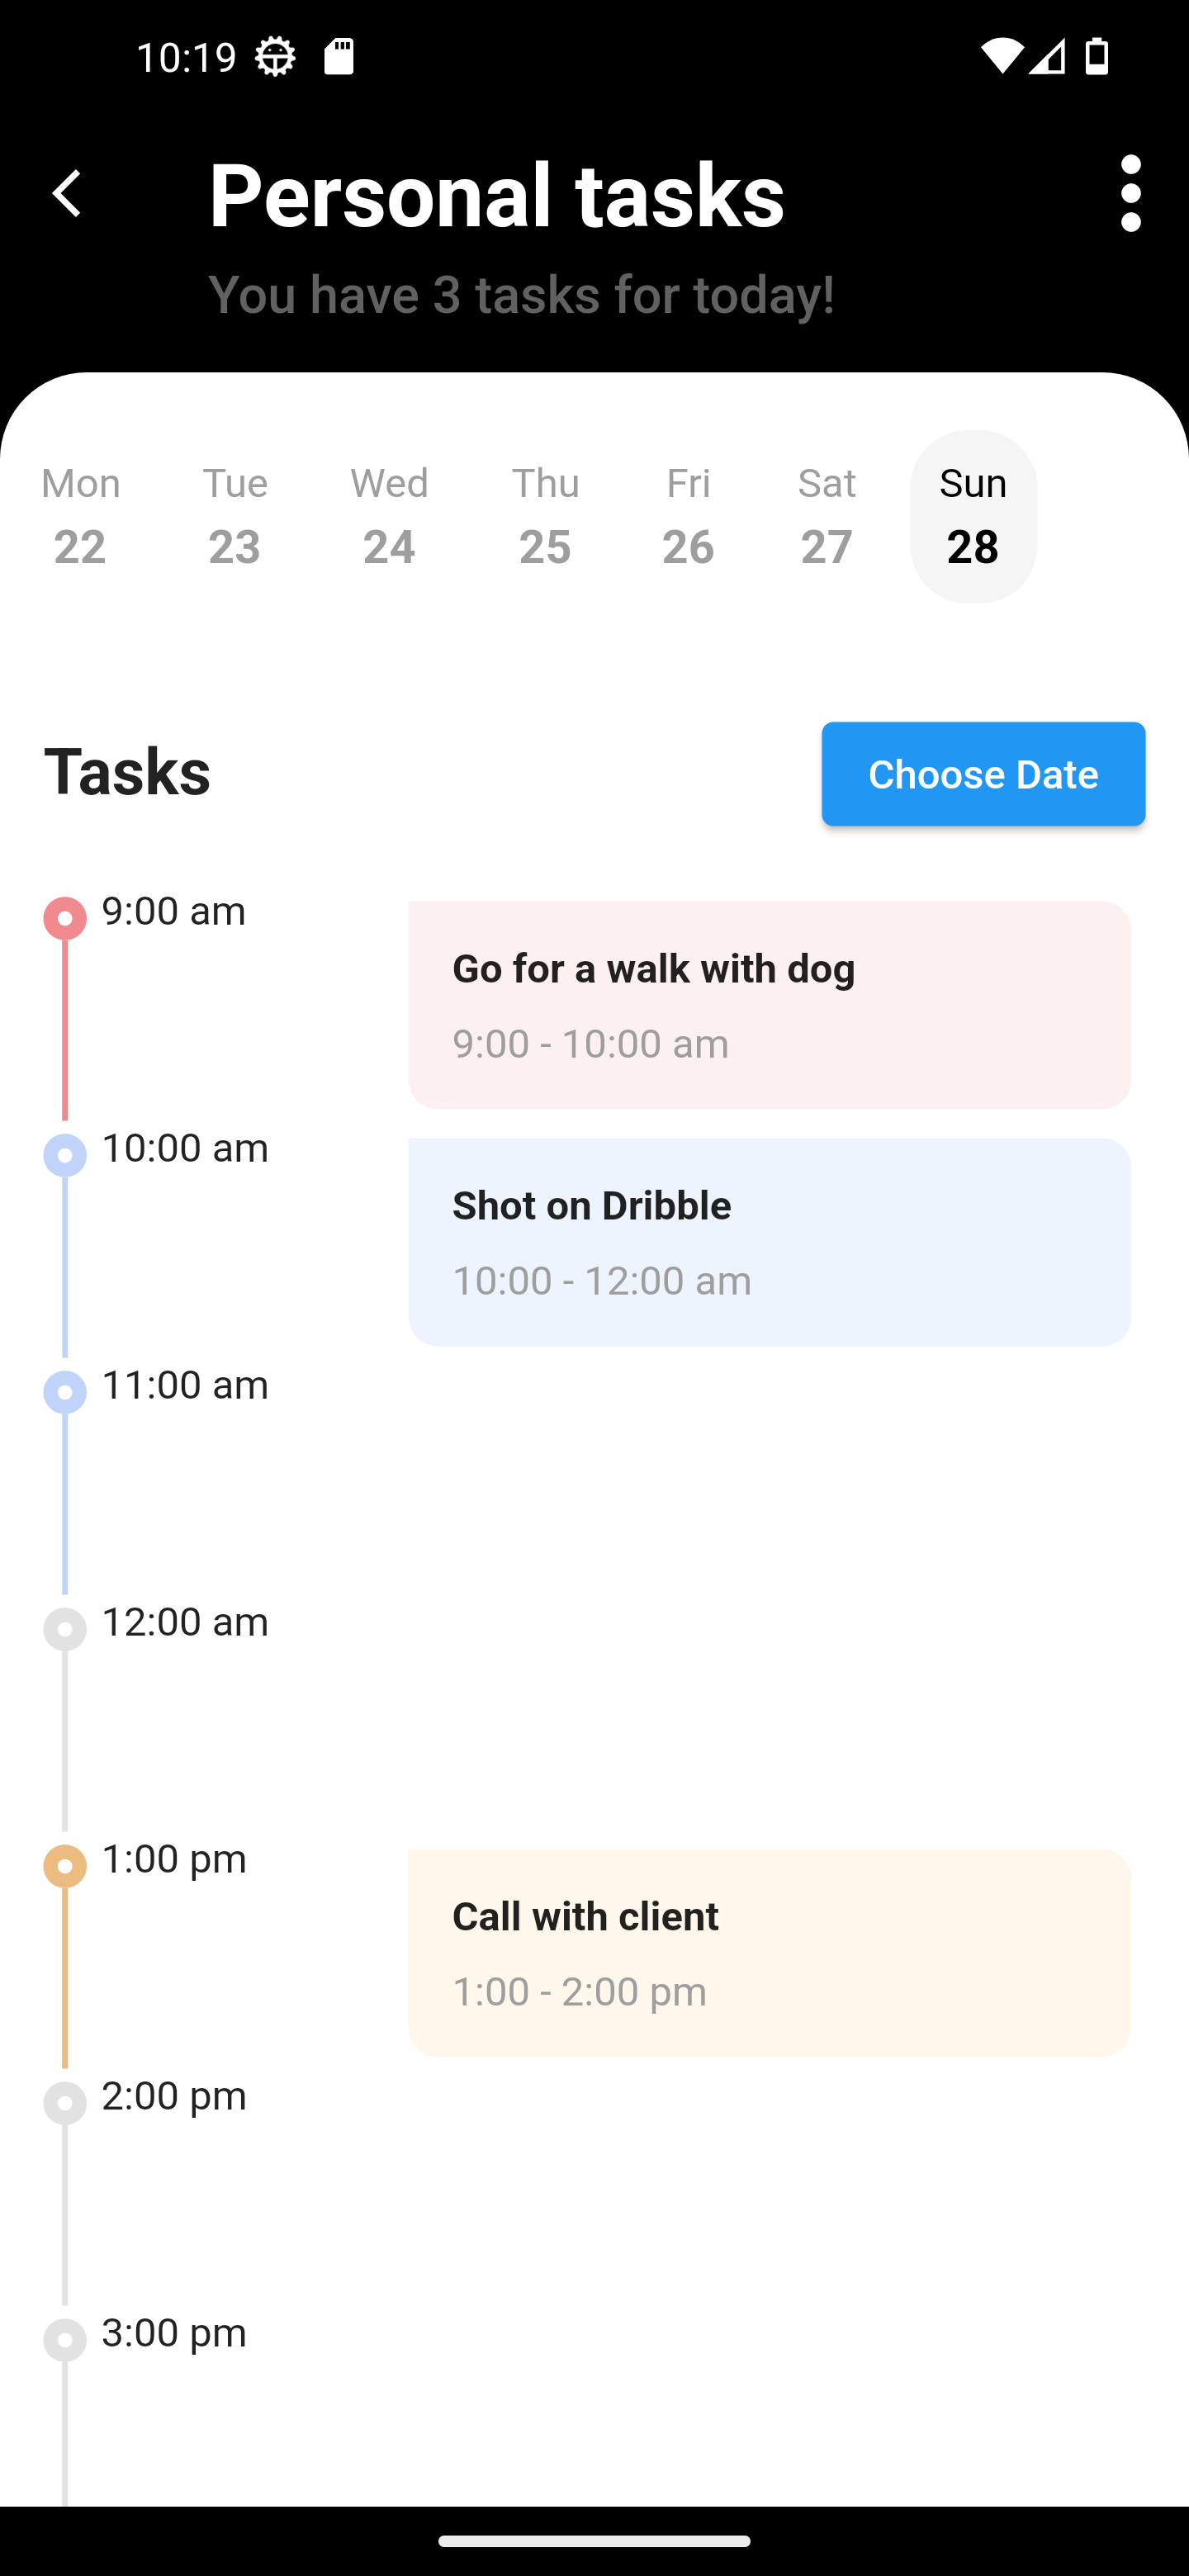 10:19
Personal tasks
You have 3 tasks for today!
Mon Tue Wed Thu Fri Sat Sun
22 23 24 25 26 27 28
Tasks
Choose Date
9:00 am
Go for a walk with dog
9:00 - 10:00 am
10:00 am
Shot on Dribble
10:00 - 12:00 am
11:00 am
12:00 am
1:00 pm
Call with client
1:00 - 2:00 pm
2:00 pm
3:00 pm